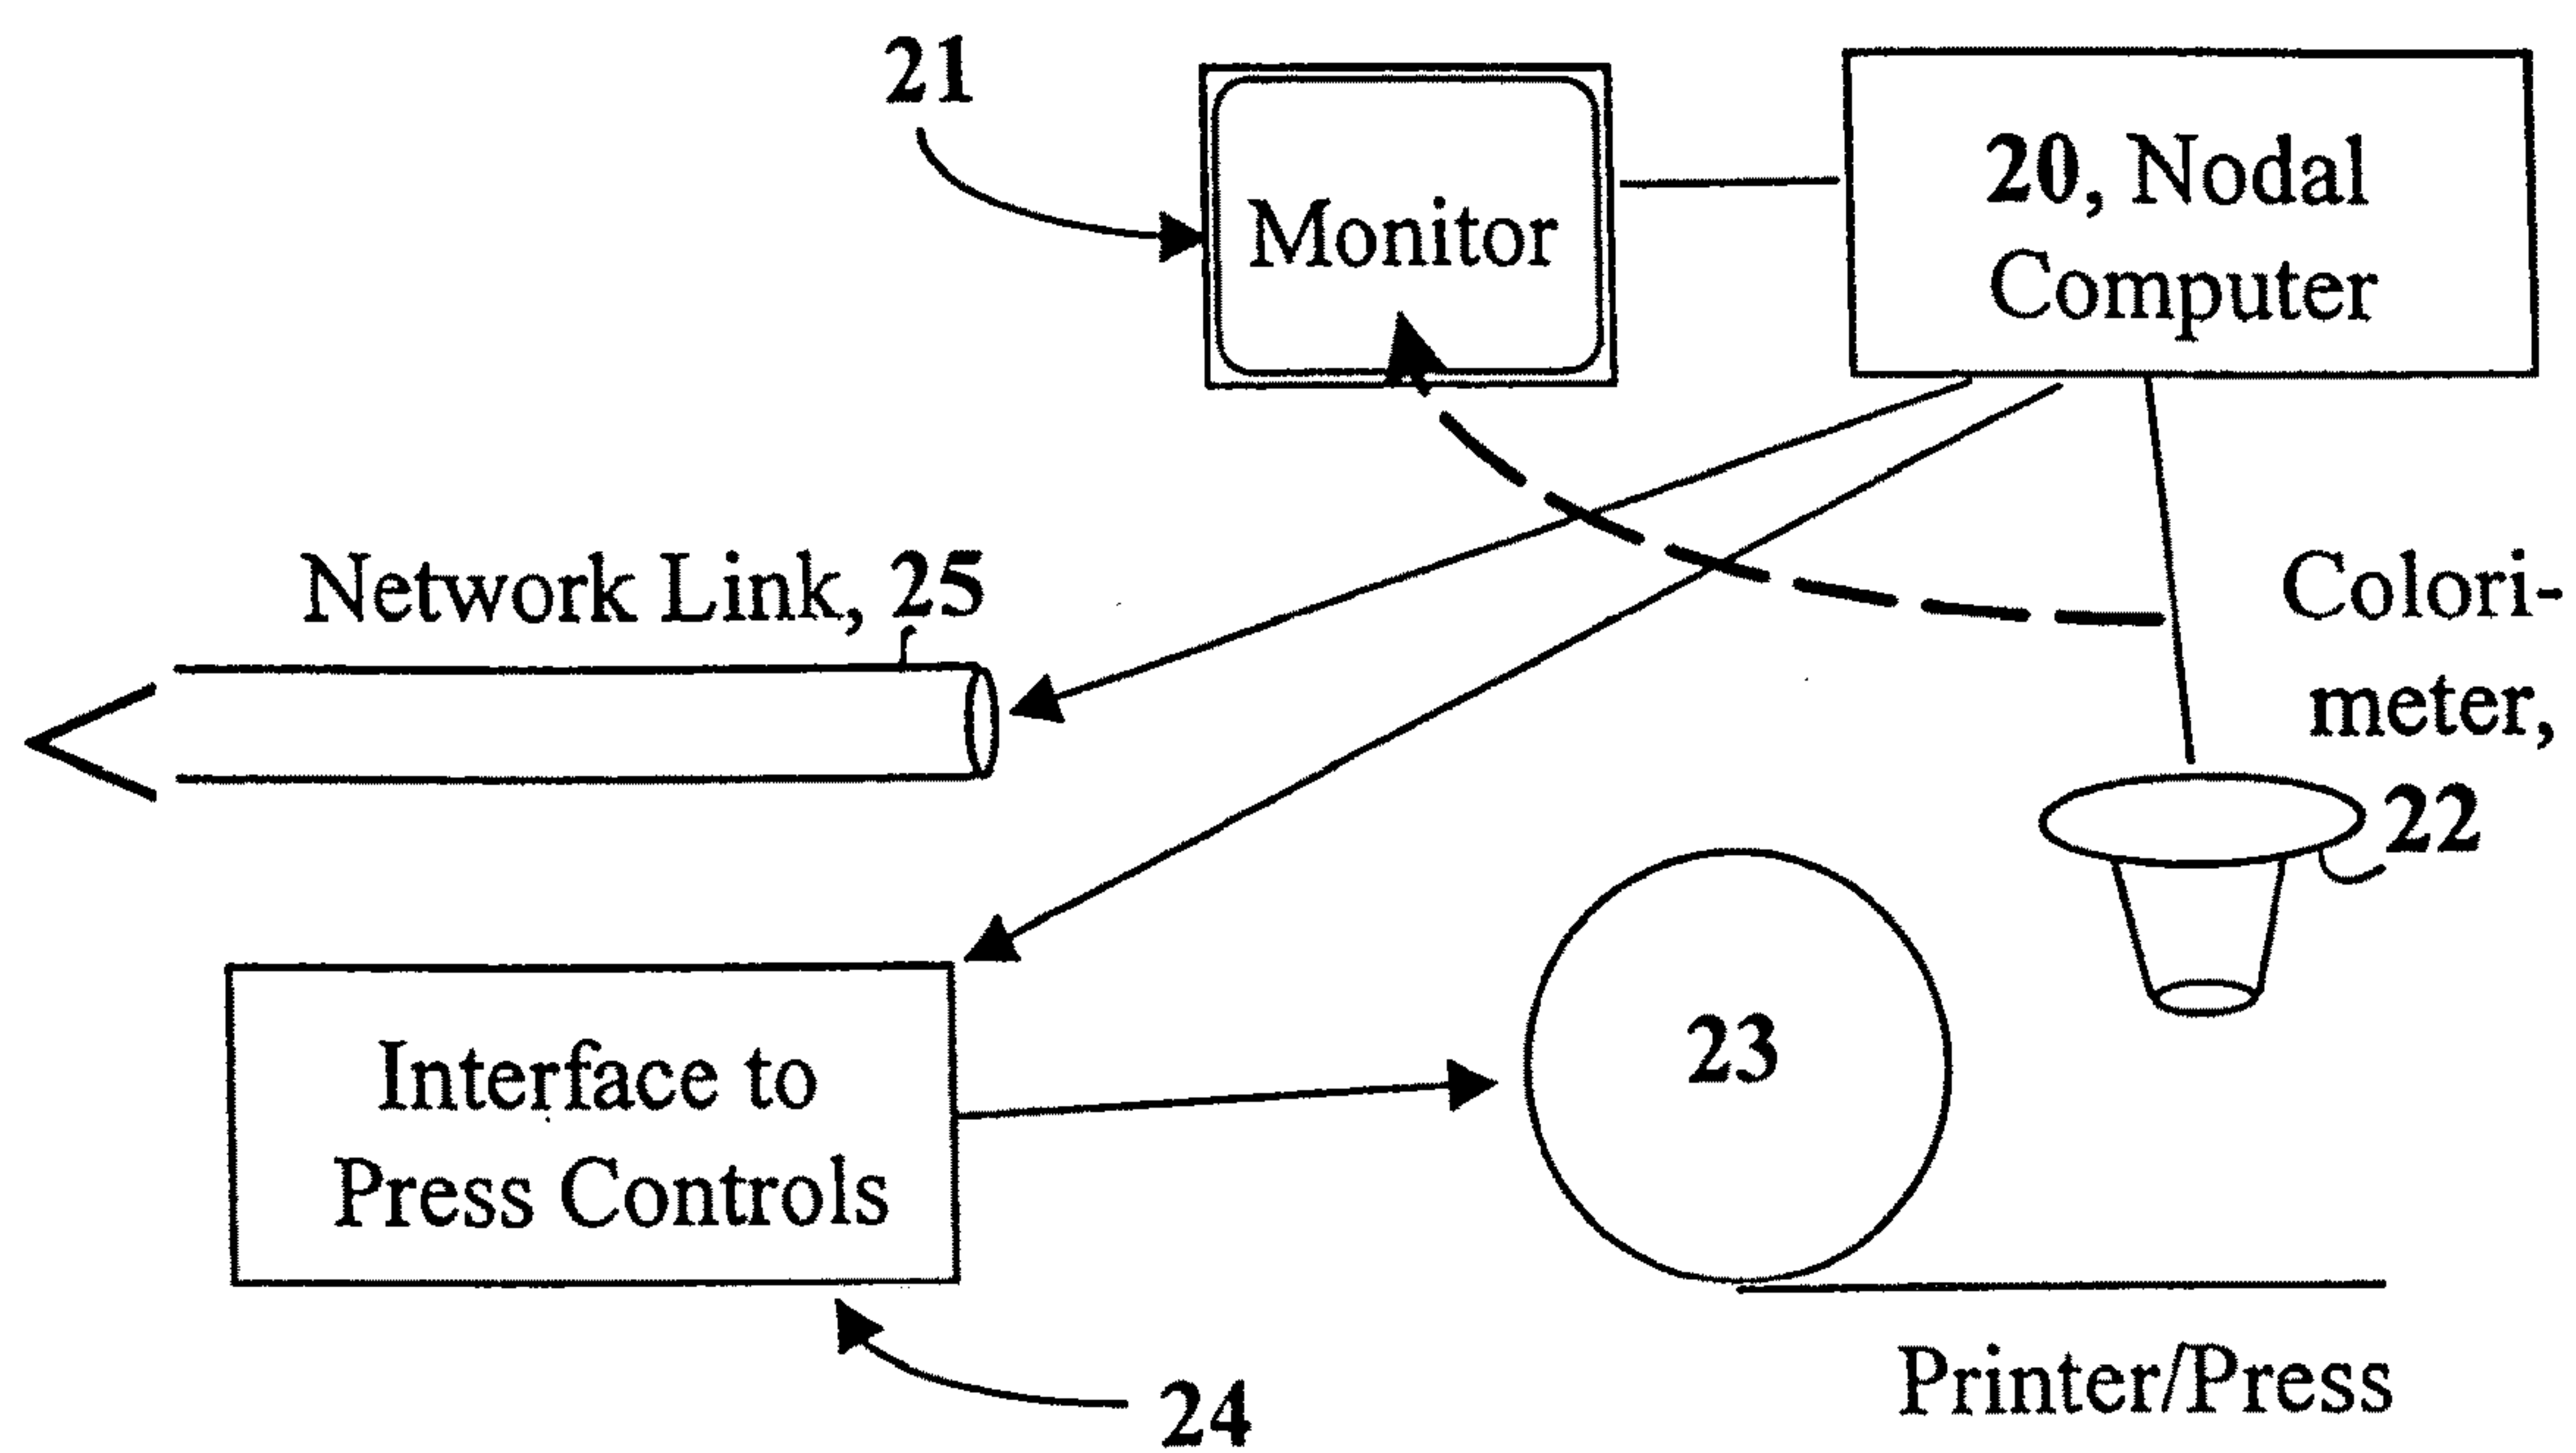 21
Monitor
20, Nodal
Computer
Network Link, 25
Colori-
meter,
22
23
Interface to
Press Controls
24
Printer/Press